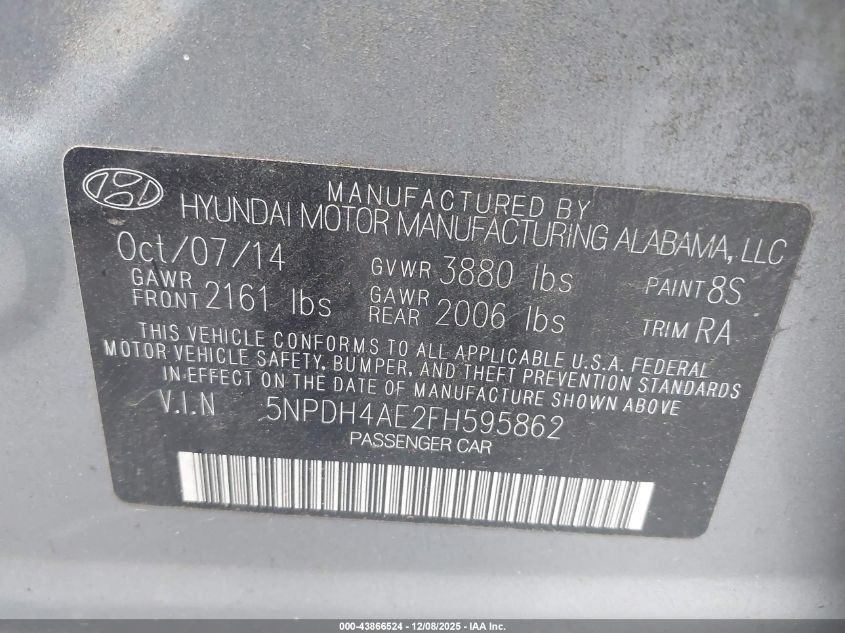 MANUFACTURED BY
HYUNDAI MOTOR MANUFACTURING ALABAMA, LLC
Oct/07/14 GVWR 3880 lbs PAINT 8S
GAWR FRONT 2161 lbs GAWR REAR 2006 lbs TRIM RA
THIS VEHICLE CONFORMS TO ALL APPLICABLE U.S.A. FEDERAL
MOTOR VEHICLE SAFETY, BUMPER, AND THEFT PREVENTION STANDARDS
IN EFFECT ON THE DATE OF MANUFACTURE SHOWN ABOVE.
V.I.N 5NPDH4AE2FH595862
PASSENGER CAR
000-43866524 - 12/08/2025 - IAA Inc.